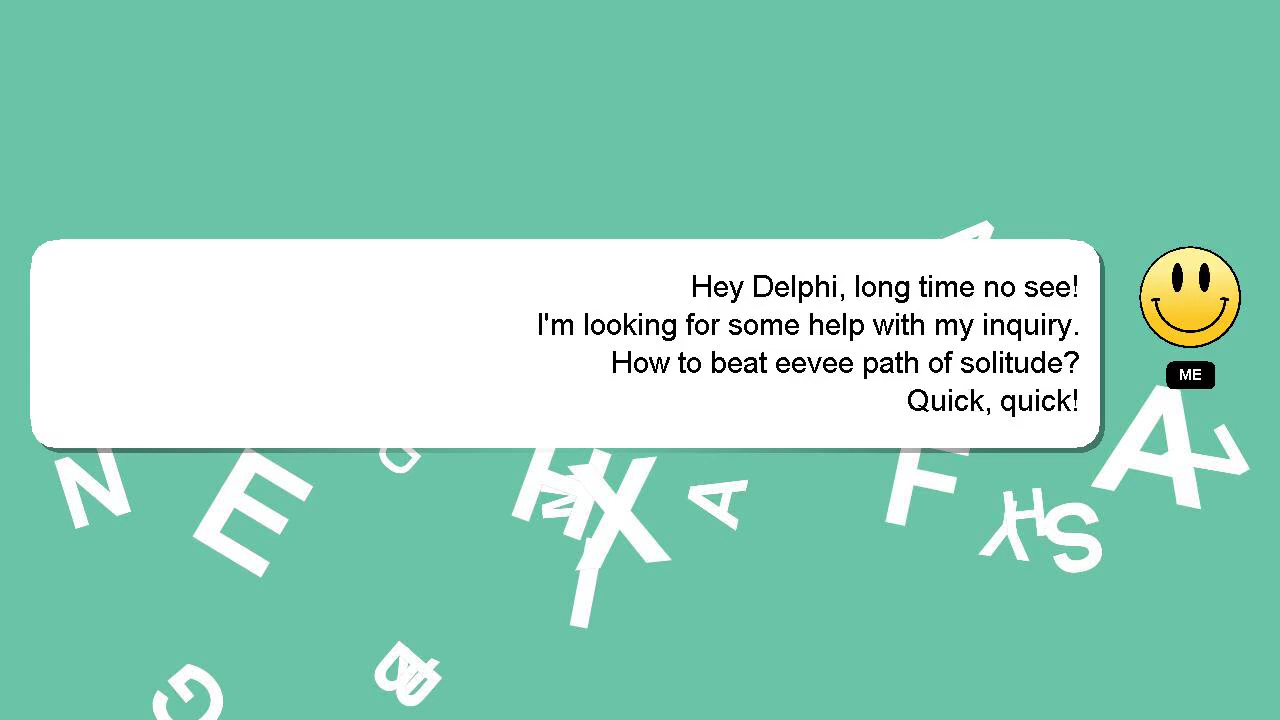 Hey Delphi, long time no see!
I'm looking for some help with my inquiry.
How to beat eevee path of solitude?
Quick, quick!
ME
A
N
E
D
H
N
X
I
A
F
A
Z
H
Y
S
G
B